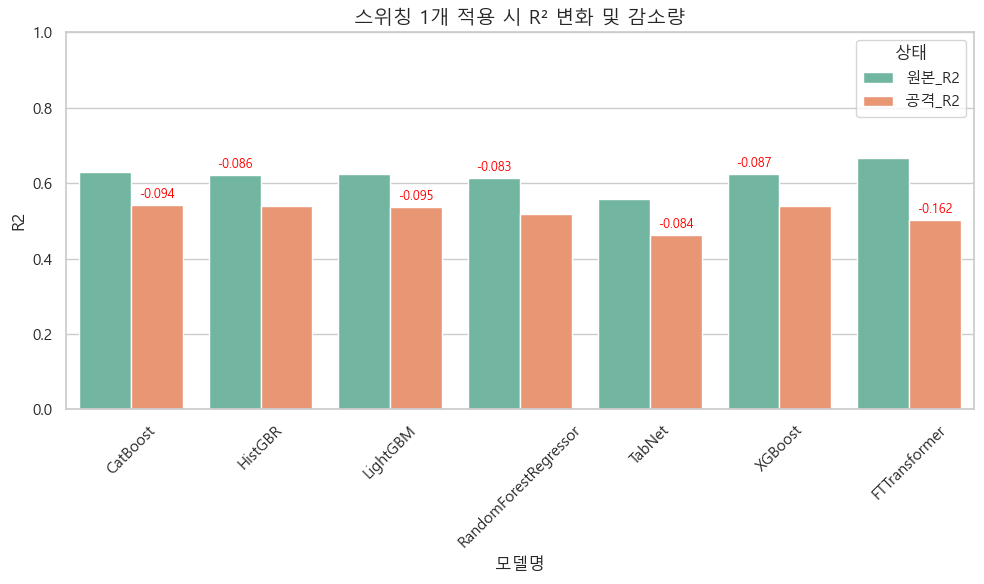 스위칭 1개 적용 시 R² 변화 및 감소량
R2
1.0
0.8
0.6
0.4
0.2
0.0
상태
원본_R2
공격_R2
-0.094
-0.086
-0.095
-0.083
-0.084
-0.087
-0.162
CatBoost
HistGBR
LightGBM
RandomForestRegressor
TabNet
XGBoost
FTTransformer
모델명